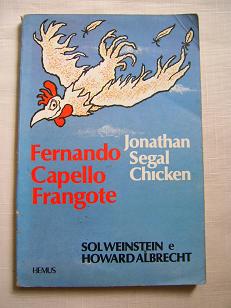 Jonathan
Segal
Chicken
Fernando
Capello
Frangote
SOL WEINSTEIN e
HOWARD ALBRECHT
HEMUS